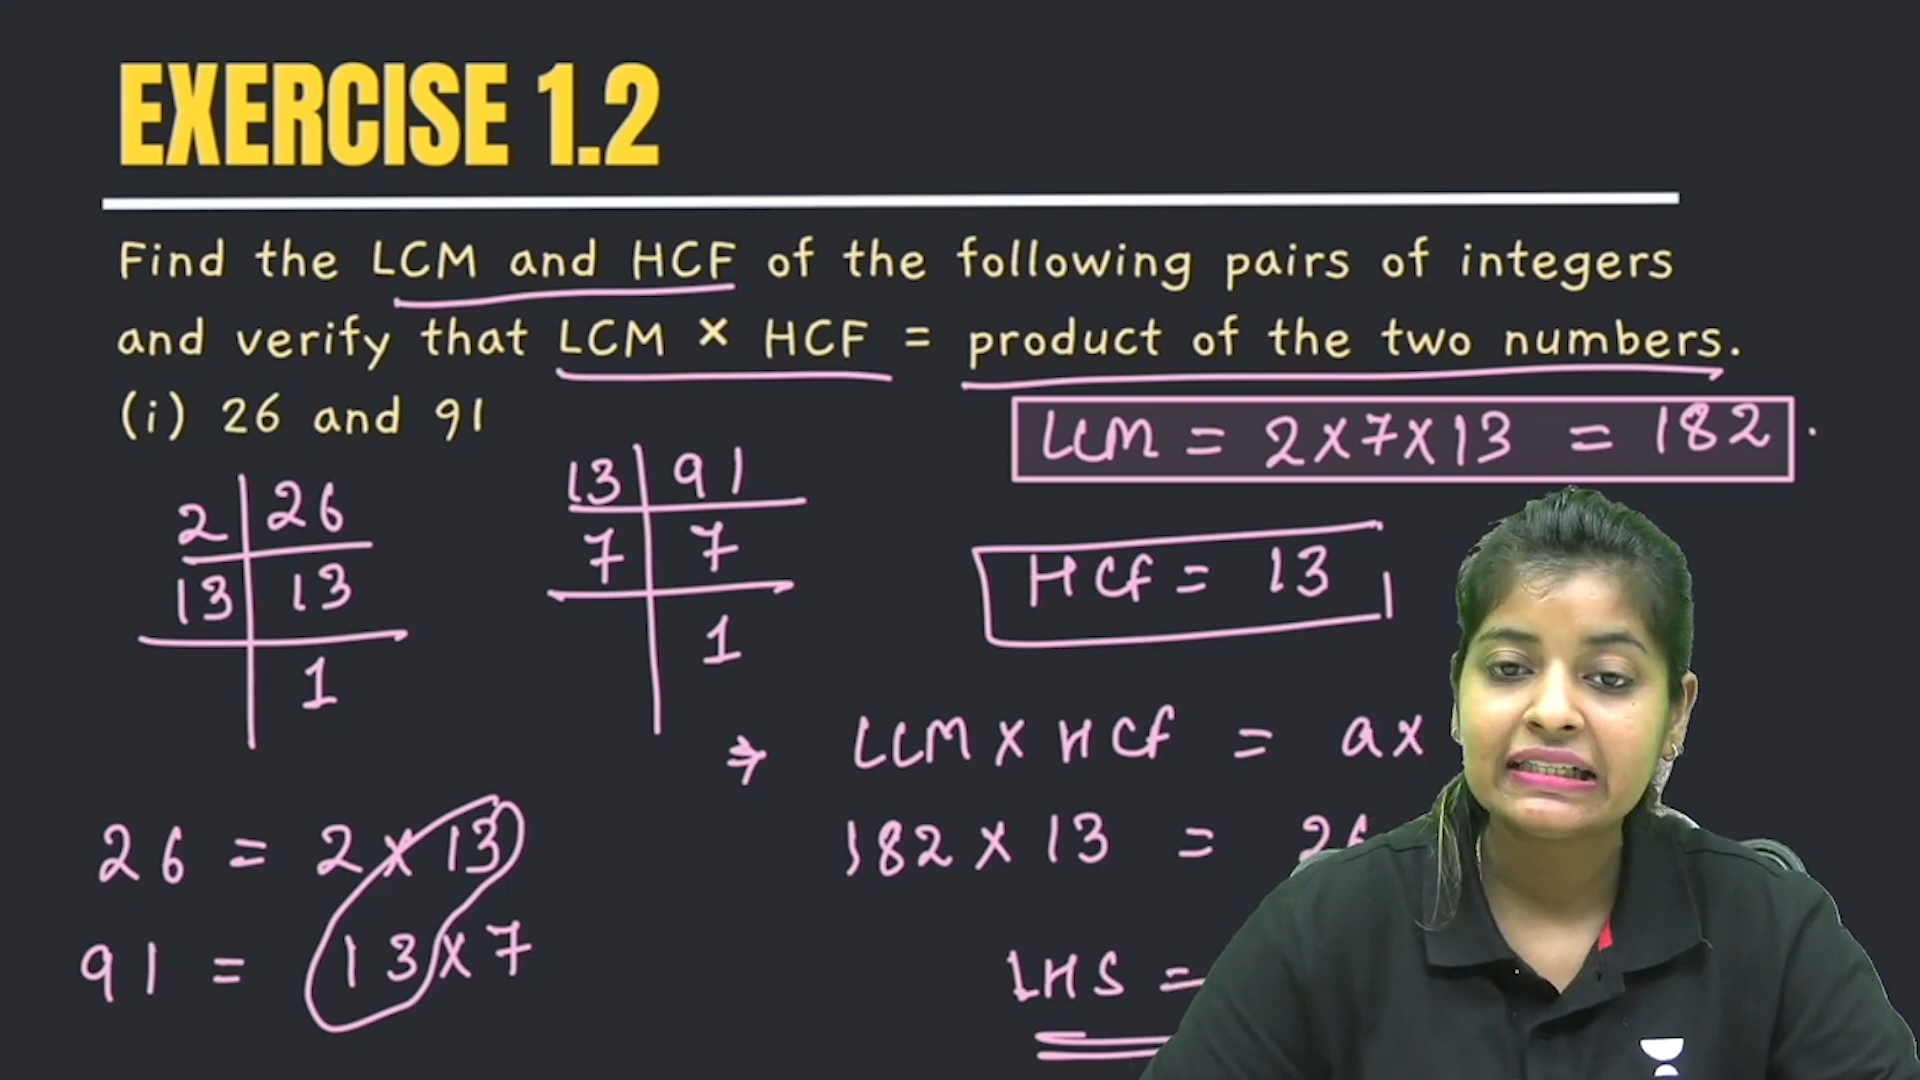 EXERCISE 1.2
Find the LCM and HCF of the following pairs of integers
and verify that LCM × HCF = product of the two numbers.
(i) 26 and 91
LCM = 2×7×13 = 182
2 | 26
13 | 13
1
13 | 91
7 | 7
1
HCf = 13
⇒ LCM × HCf = a×
182 × 13 = 26
26 = 2×13
91 = 13×7
LHS =